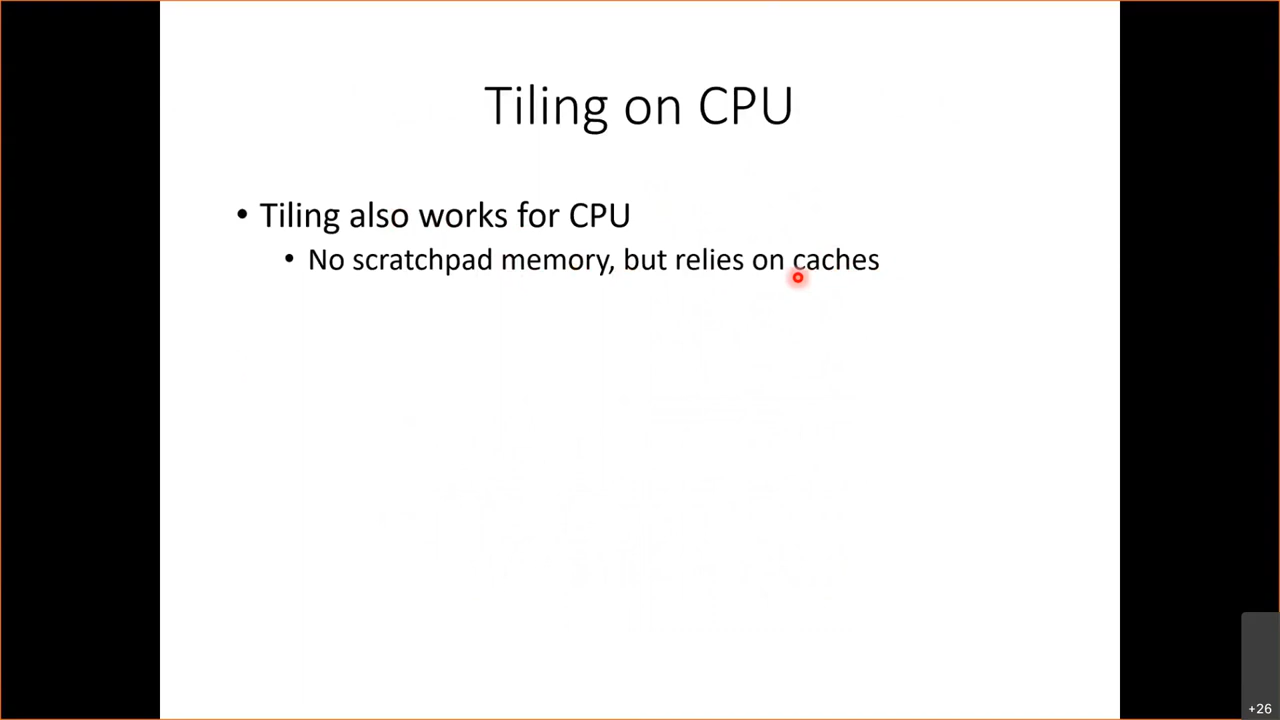 Tiling on CPU
• Tiling also works for CPU
• No scratchpad memory, but relies on caches
+26